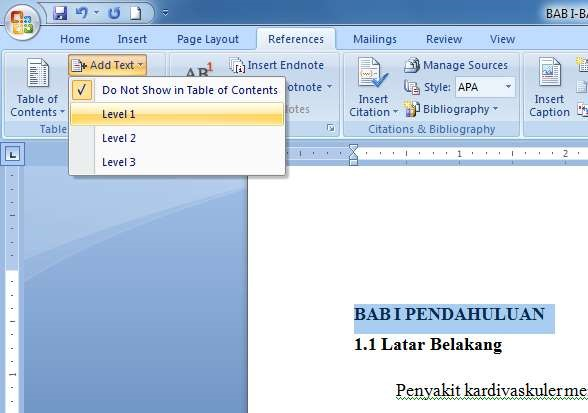 BAB I-BA
Home Insert Page Layout References Mailings Review View
Add Text
Table of Contents
Do Not Show in Table of Contents
Level 1
Level 2
Level 3
AB¹
Insert Endnote
otnote
otes
Insert Citation
Manage Sources
Style: APA
Bibliography
Insert Caption
Table
Citations & Bibliography
1 2
BAB I PENDAHULUAN
1.1 Latar Belakang
Penyakit kardivaskuler me